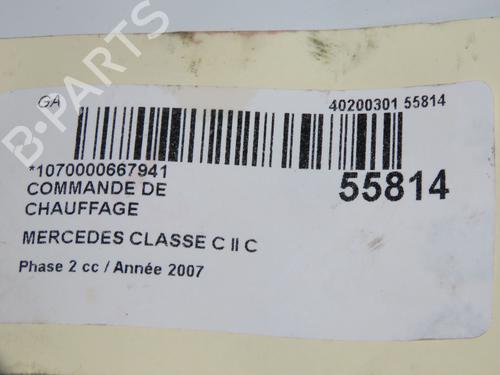 B-PARTS
GA
40200301 55814
*1070000667941
55814
COMMANDE DE
CHAUFFAGE
MERCEDES CLASSE C II C
Phase 2 cc / Année 2007